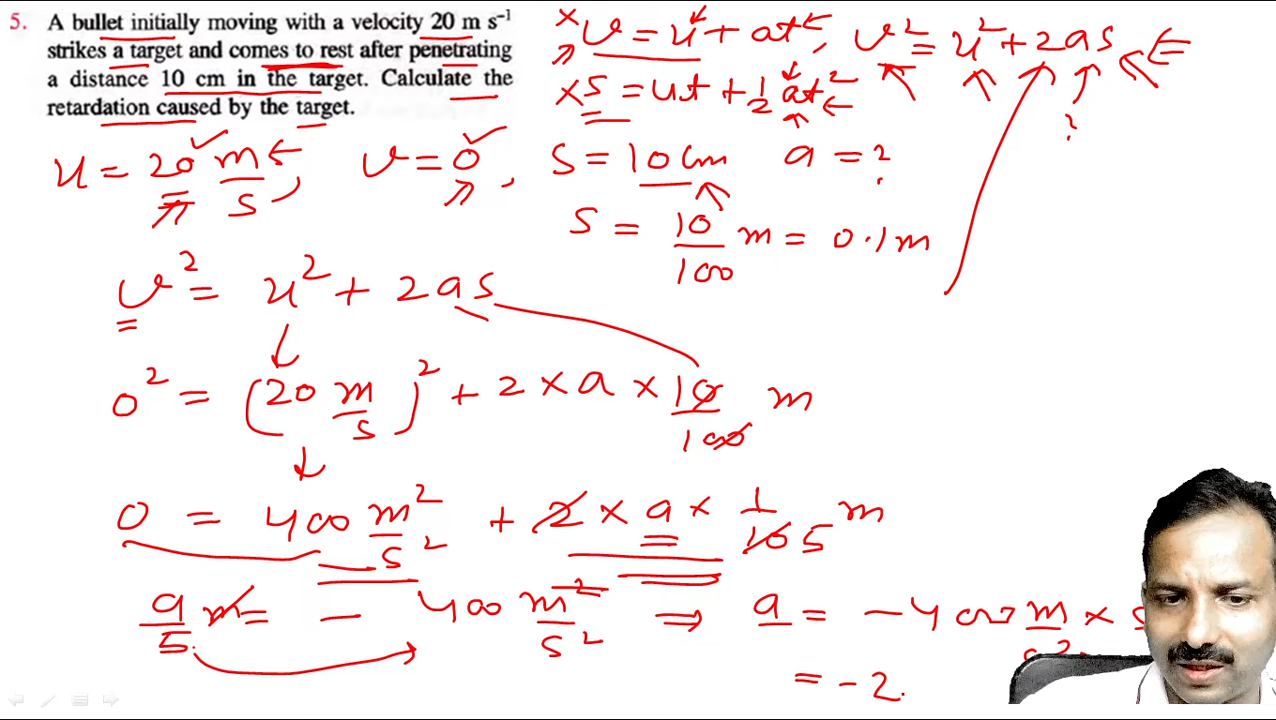 5. A bullet initially moving with a velocity 20 m s⁻¹
strikes a target and comes to rest after penetrating
a distance 10 cm in the target. Calculate the
retardation caused by the target.
v = u + at, v² = u² + 2as
s = ut + ½ at²
?
u = 20 m/s, v = 0, s = 10 cm a = ?
s = 10/100 m = 0.1 m
v² = u² + 2as
0² = (20 m/s)² + 2 × a × 10/100 m
0 = 400 m²/s² + 2 × a × 1/10 5 m
a/5 m = - 400 m²/s² ⇒ a = -400 m/s² ×
= -2.